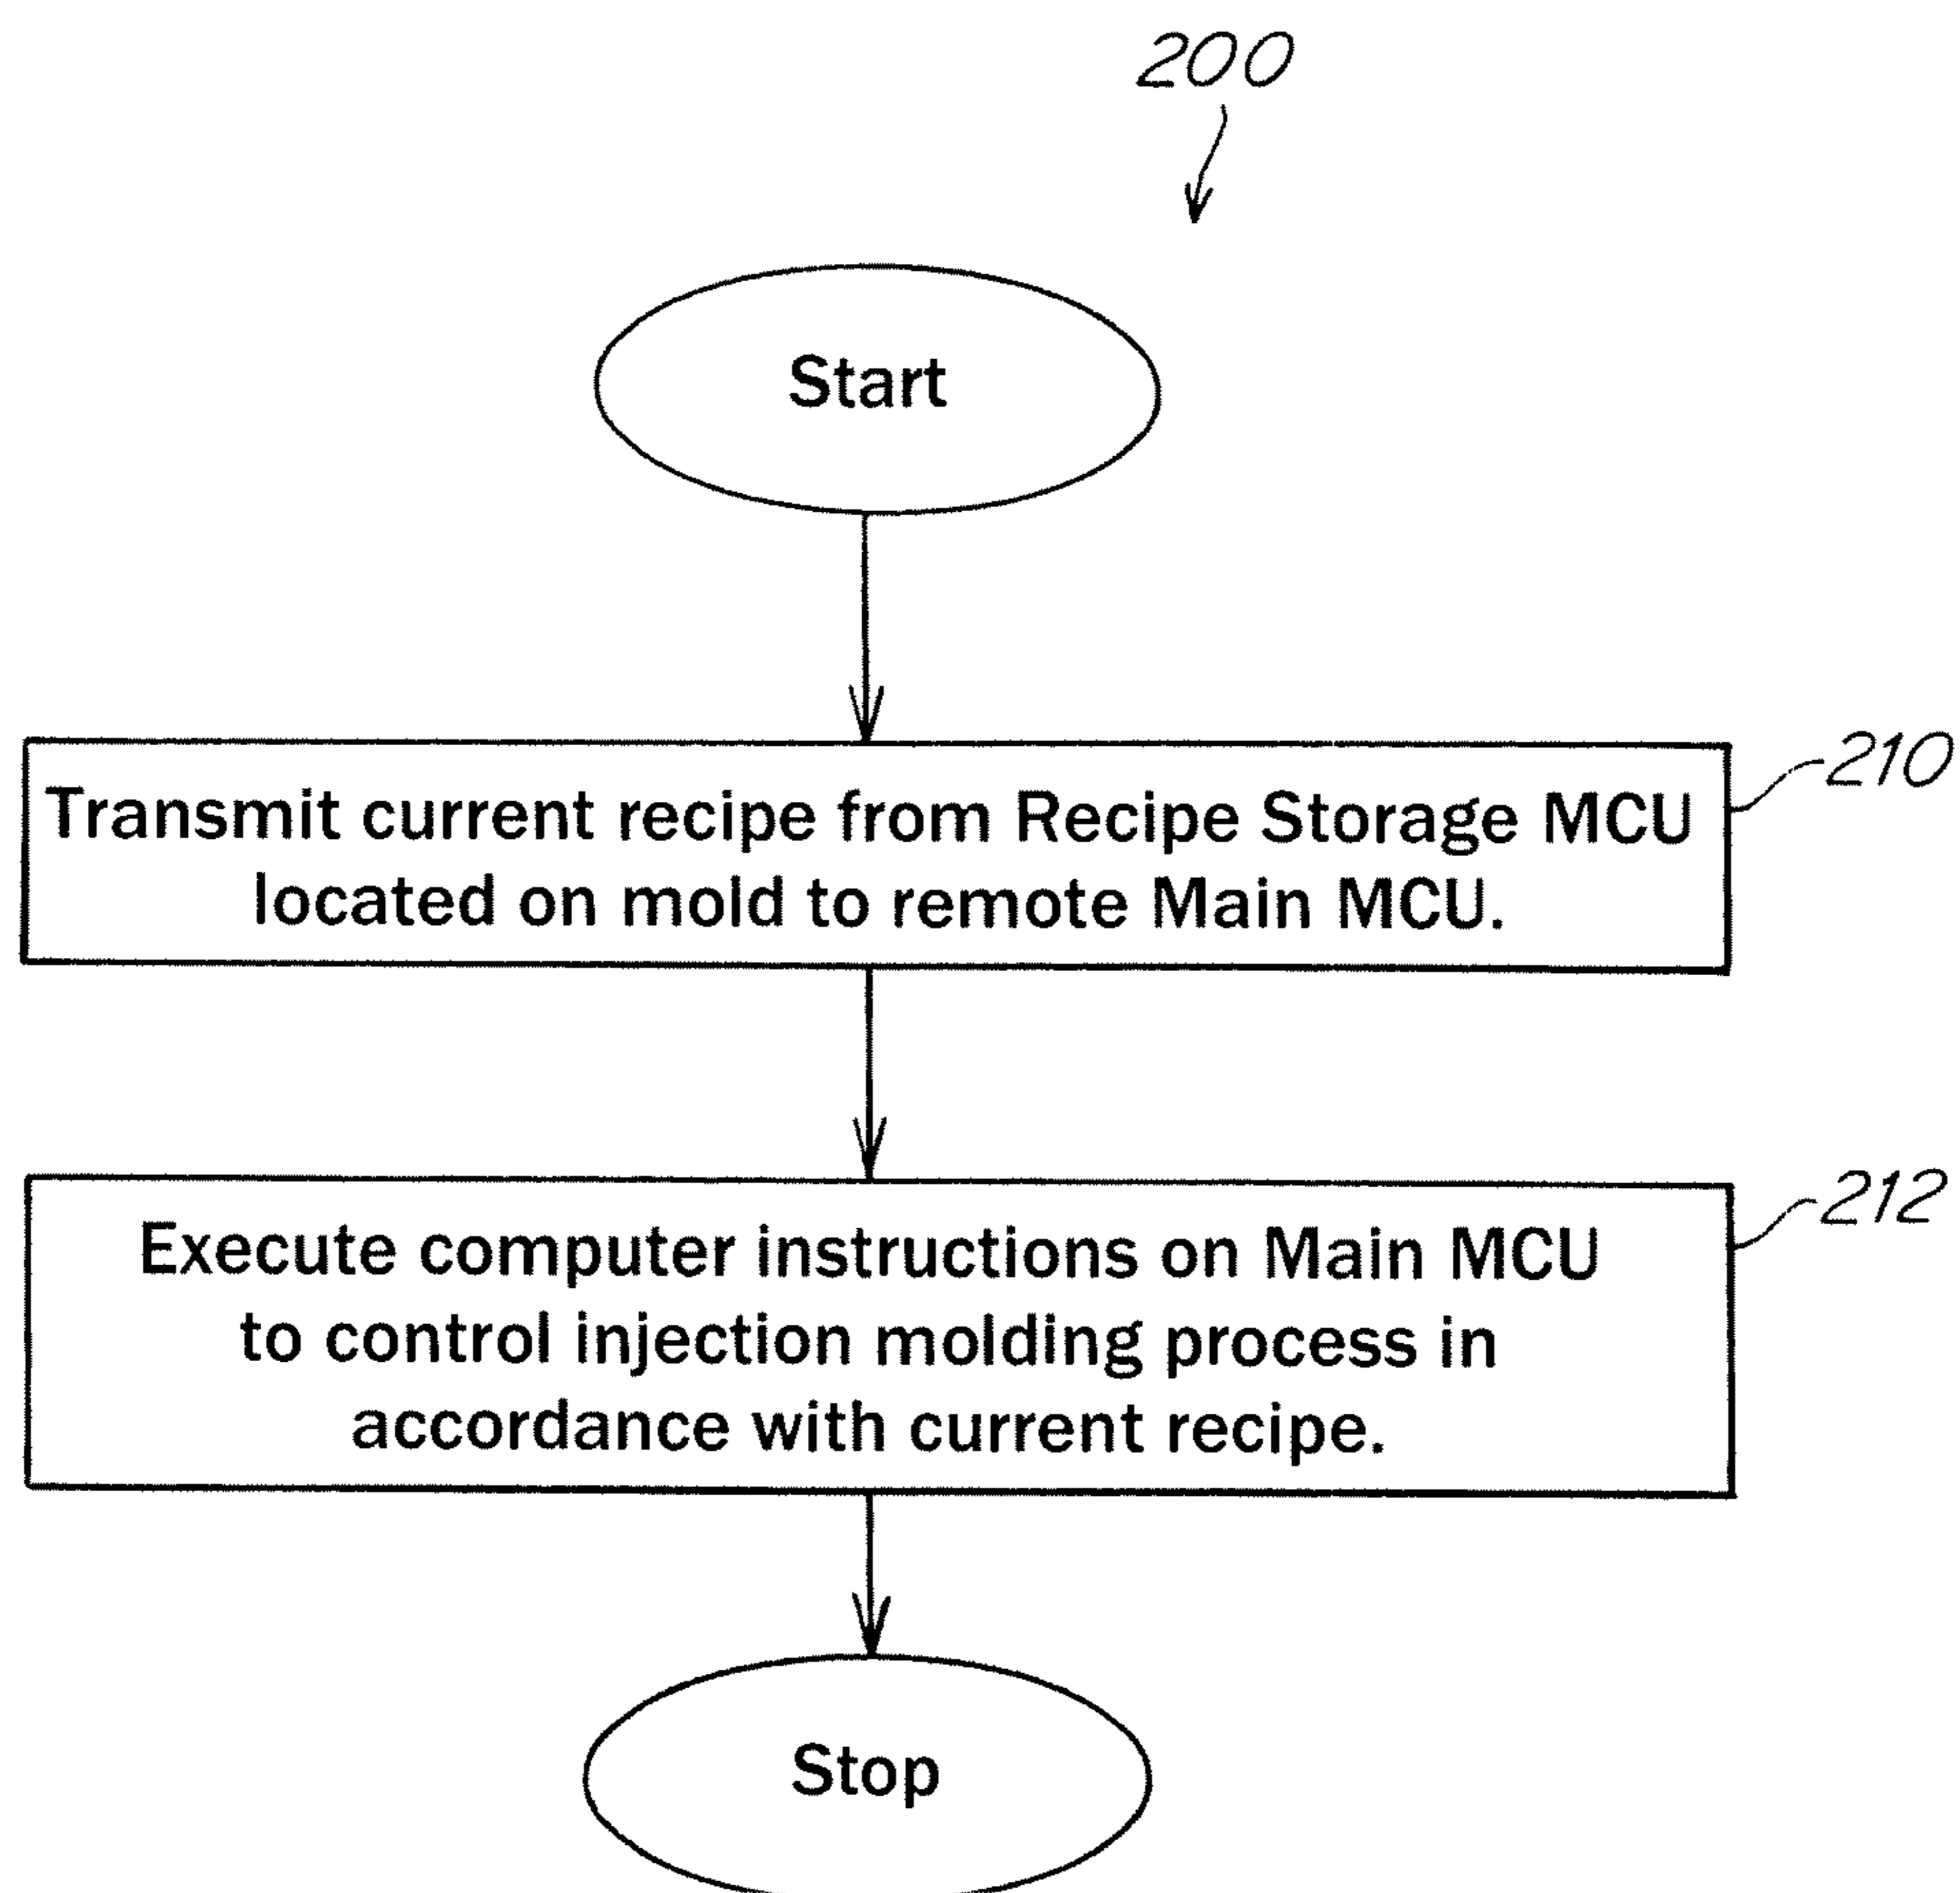 200
Start
210
Transmit current recipe from Recipe Storage MCU
located on mold to remote Main MCU.
212
Execute computer instructions on Main MCU
to control injection molding process in
accordance with current recipe.
Stop